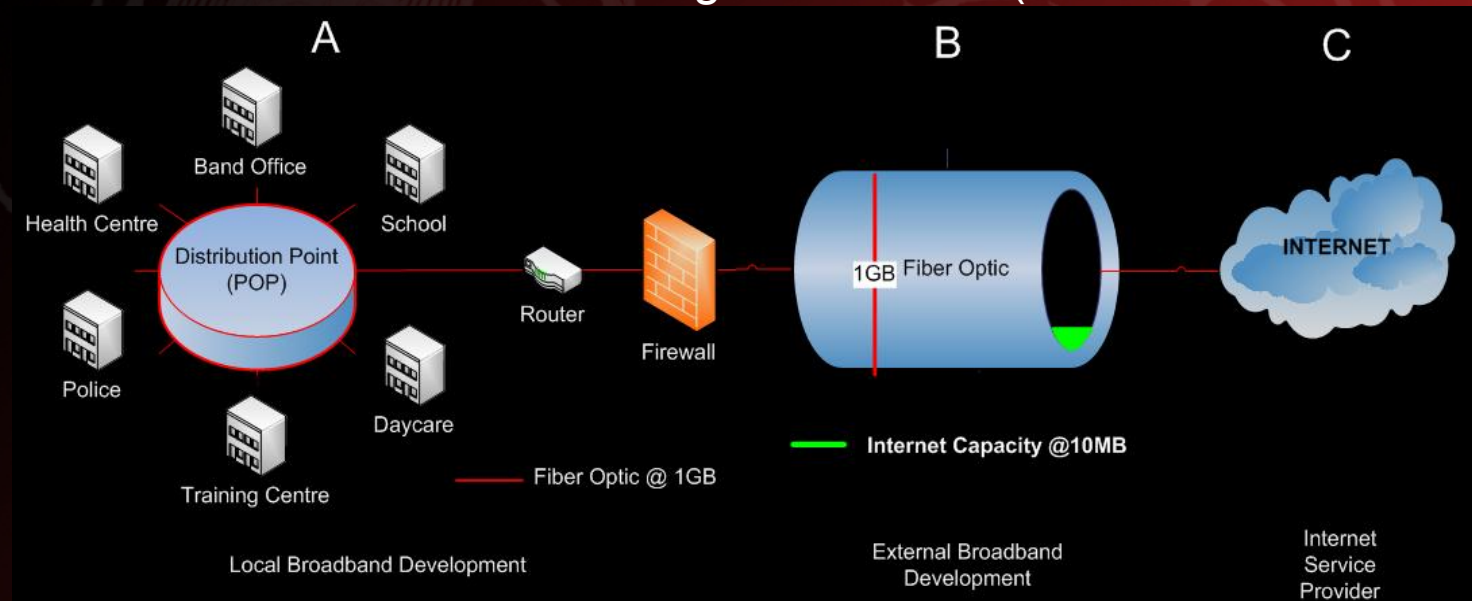 A
B
C
Band Office
Health Centre
School
Distribution Point
(POP)
Router
Firewall
1GB
Fiber Optic
INTERNET
Police
Daycare
Training Centre
Internet Capacity @10MB
Fiber Optic @ 1GB
Local Broadband Development
External Broadband
Development
Internet
Service
Provider